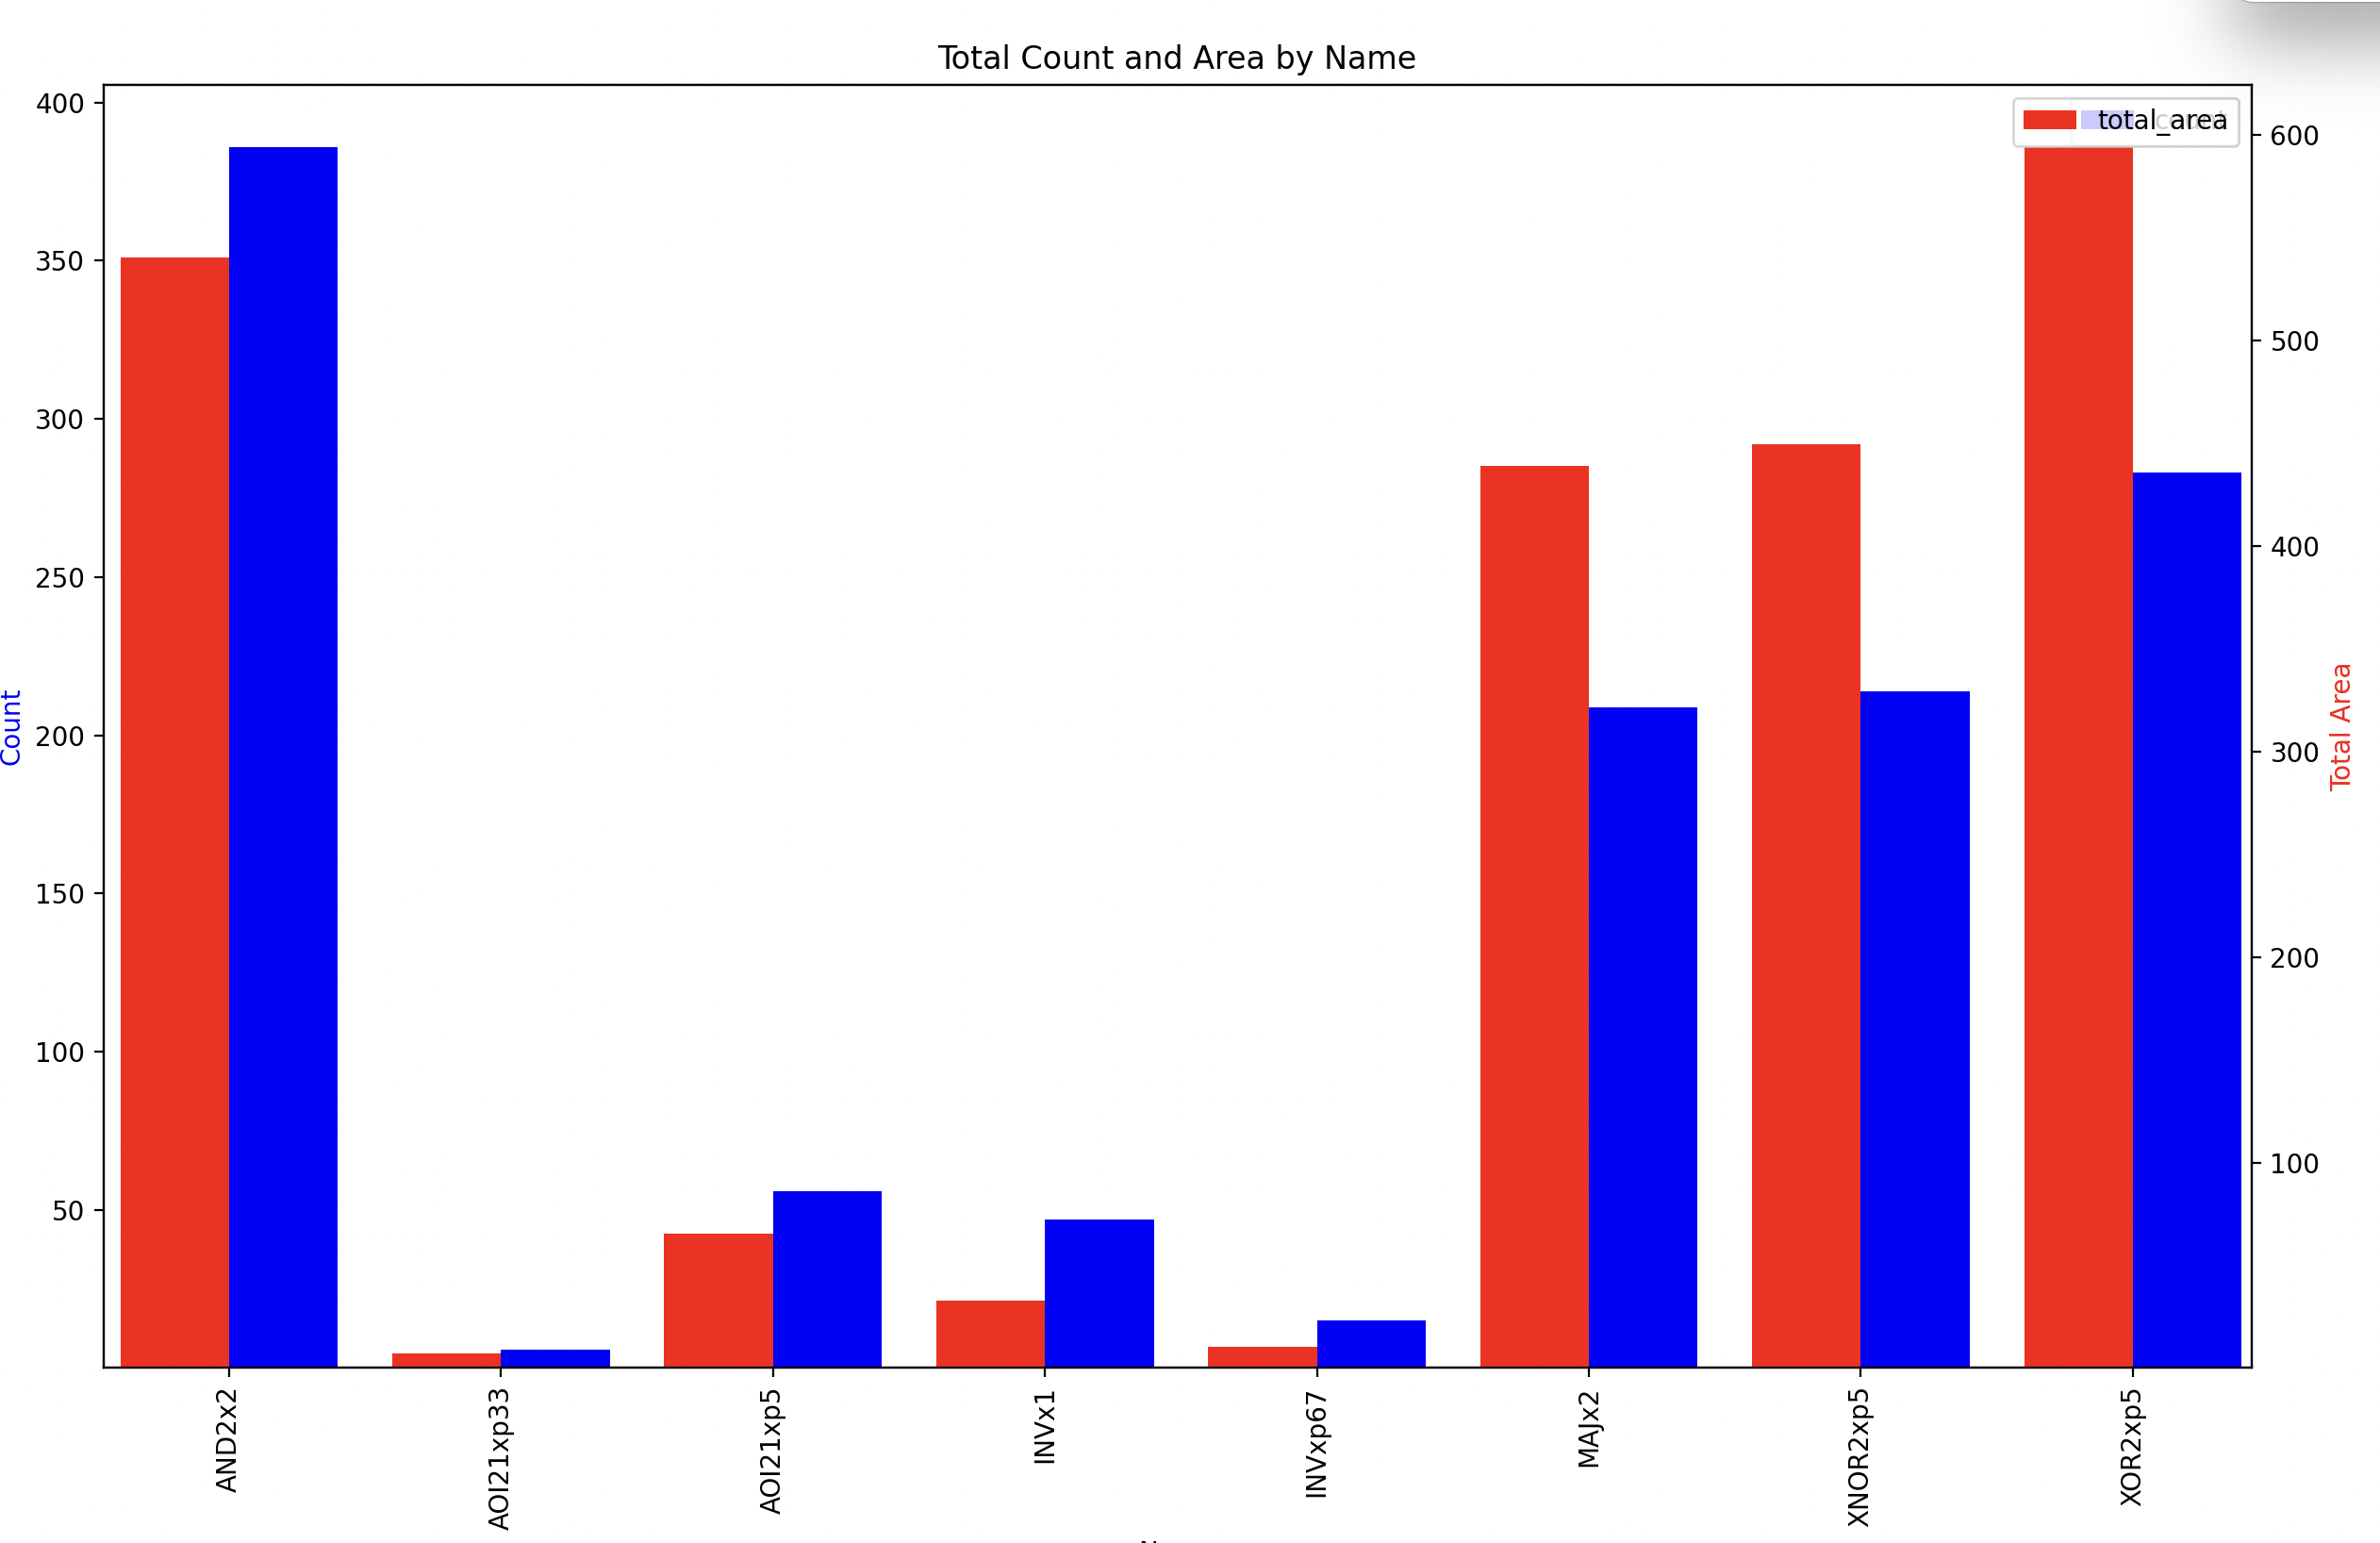 Total Count and Area by Name
400
350
300
250
200
150
100
50
Count
total_area
600
500
400
300
200
100
Total Area
AND2x2
AOI21xp33
AOI21xp5
INVx1
INVxp67
MAJx2
XNOR2xp5
XOR2xp5